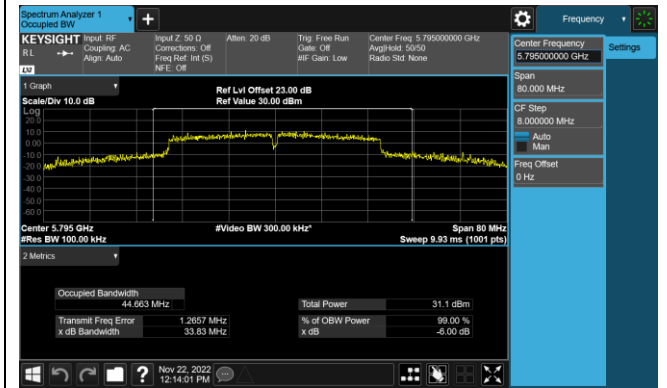 Spectrum Analyzer 1
Occupied BW
Frequency
KEYSIGHT
RL
LXI
Input: RF
Coupling: AC
Align: Auto
Input Z: 50 Ω
Corrections: Off
Freq Ref: Int (S)
NFE: Off
Atten: 20 dB
Trig: Free Run
Gate: Off
#IF Gain: Low
Center Freq: 5.795000000 GHz
Avg|Hold: 50/50
Radio Std: None
Center Frequency
5.795000000 GHz
Settings
Span
80.000 MHz
CF Step
8.000000 MHz
Auto
Man
Freq Offset
0 Hz
1 Graph
Scale/Div 10.0 dB
Ref Lvl Offset 23.00 dB
Ref Value 30.00 dBm
Log
20.0
10.0
0.00
-10.0
-20.0
-30.0
-40.0
-50.0
-60.0
Center 5.795 GHz
#Res BW 100.00 kHz
#Video BW 300.00 kHz*
Span 80 MHz
Sweep 9.93 ms (1001 pts)
2 Metrics
Occupied Bandwidth
44.663 MHz
Total Power 31.1 dBm
Transmit Freq Error 1.2657 MHz
% of OBW Power 99.00 %
x dB Bandwidth 33.83 MHz
x dB -6.00 dB
Nov 22, 2022
12:14:01 PM